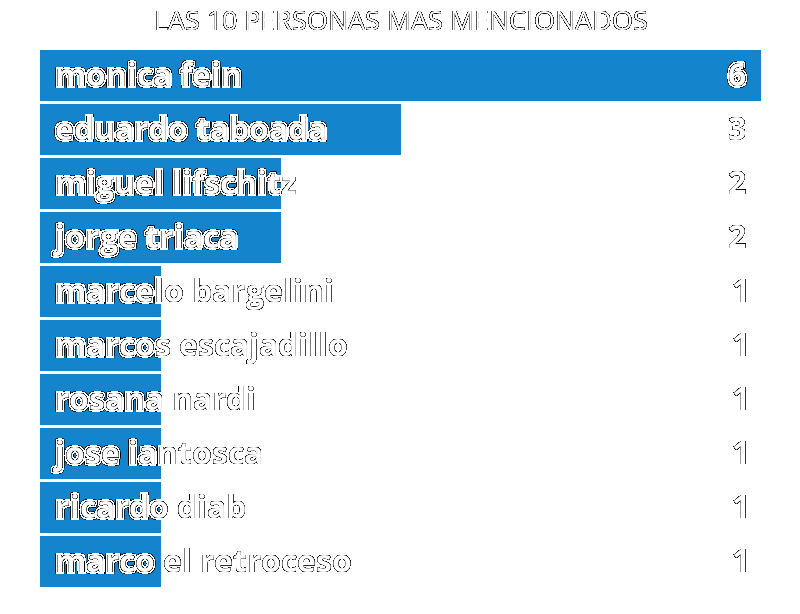 LAS 10 PERSONAS MAS MENCIONADOS
monica fein 6
eduardo taboada 3
miguel lifschitz 2
jorge triaca 2
marcelo bargelini 1
marcos escajadillo 1
rosana nardi 1
jose iantosca 1
ricardo diab 1
marco el retroceso 1